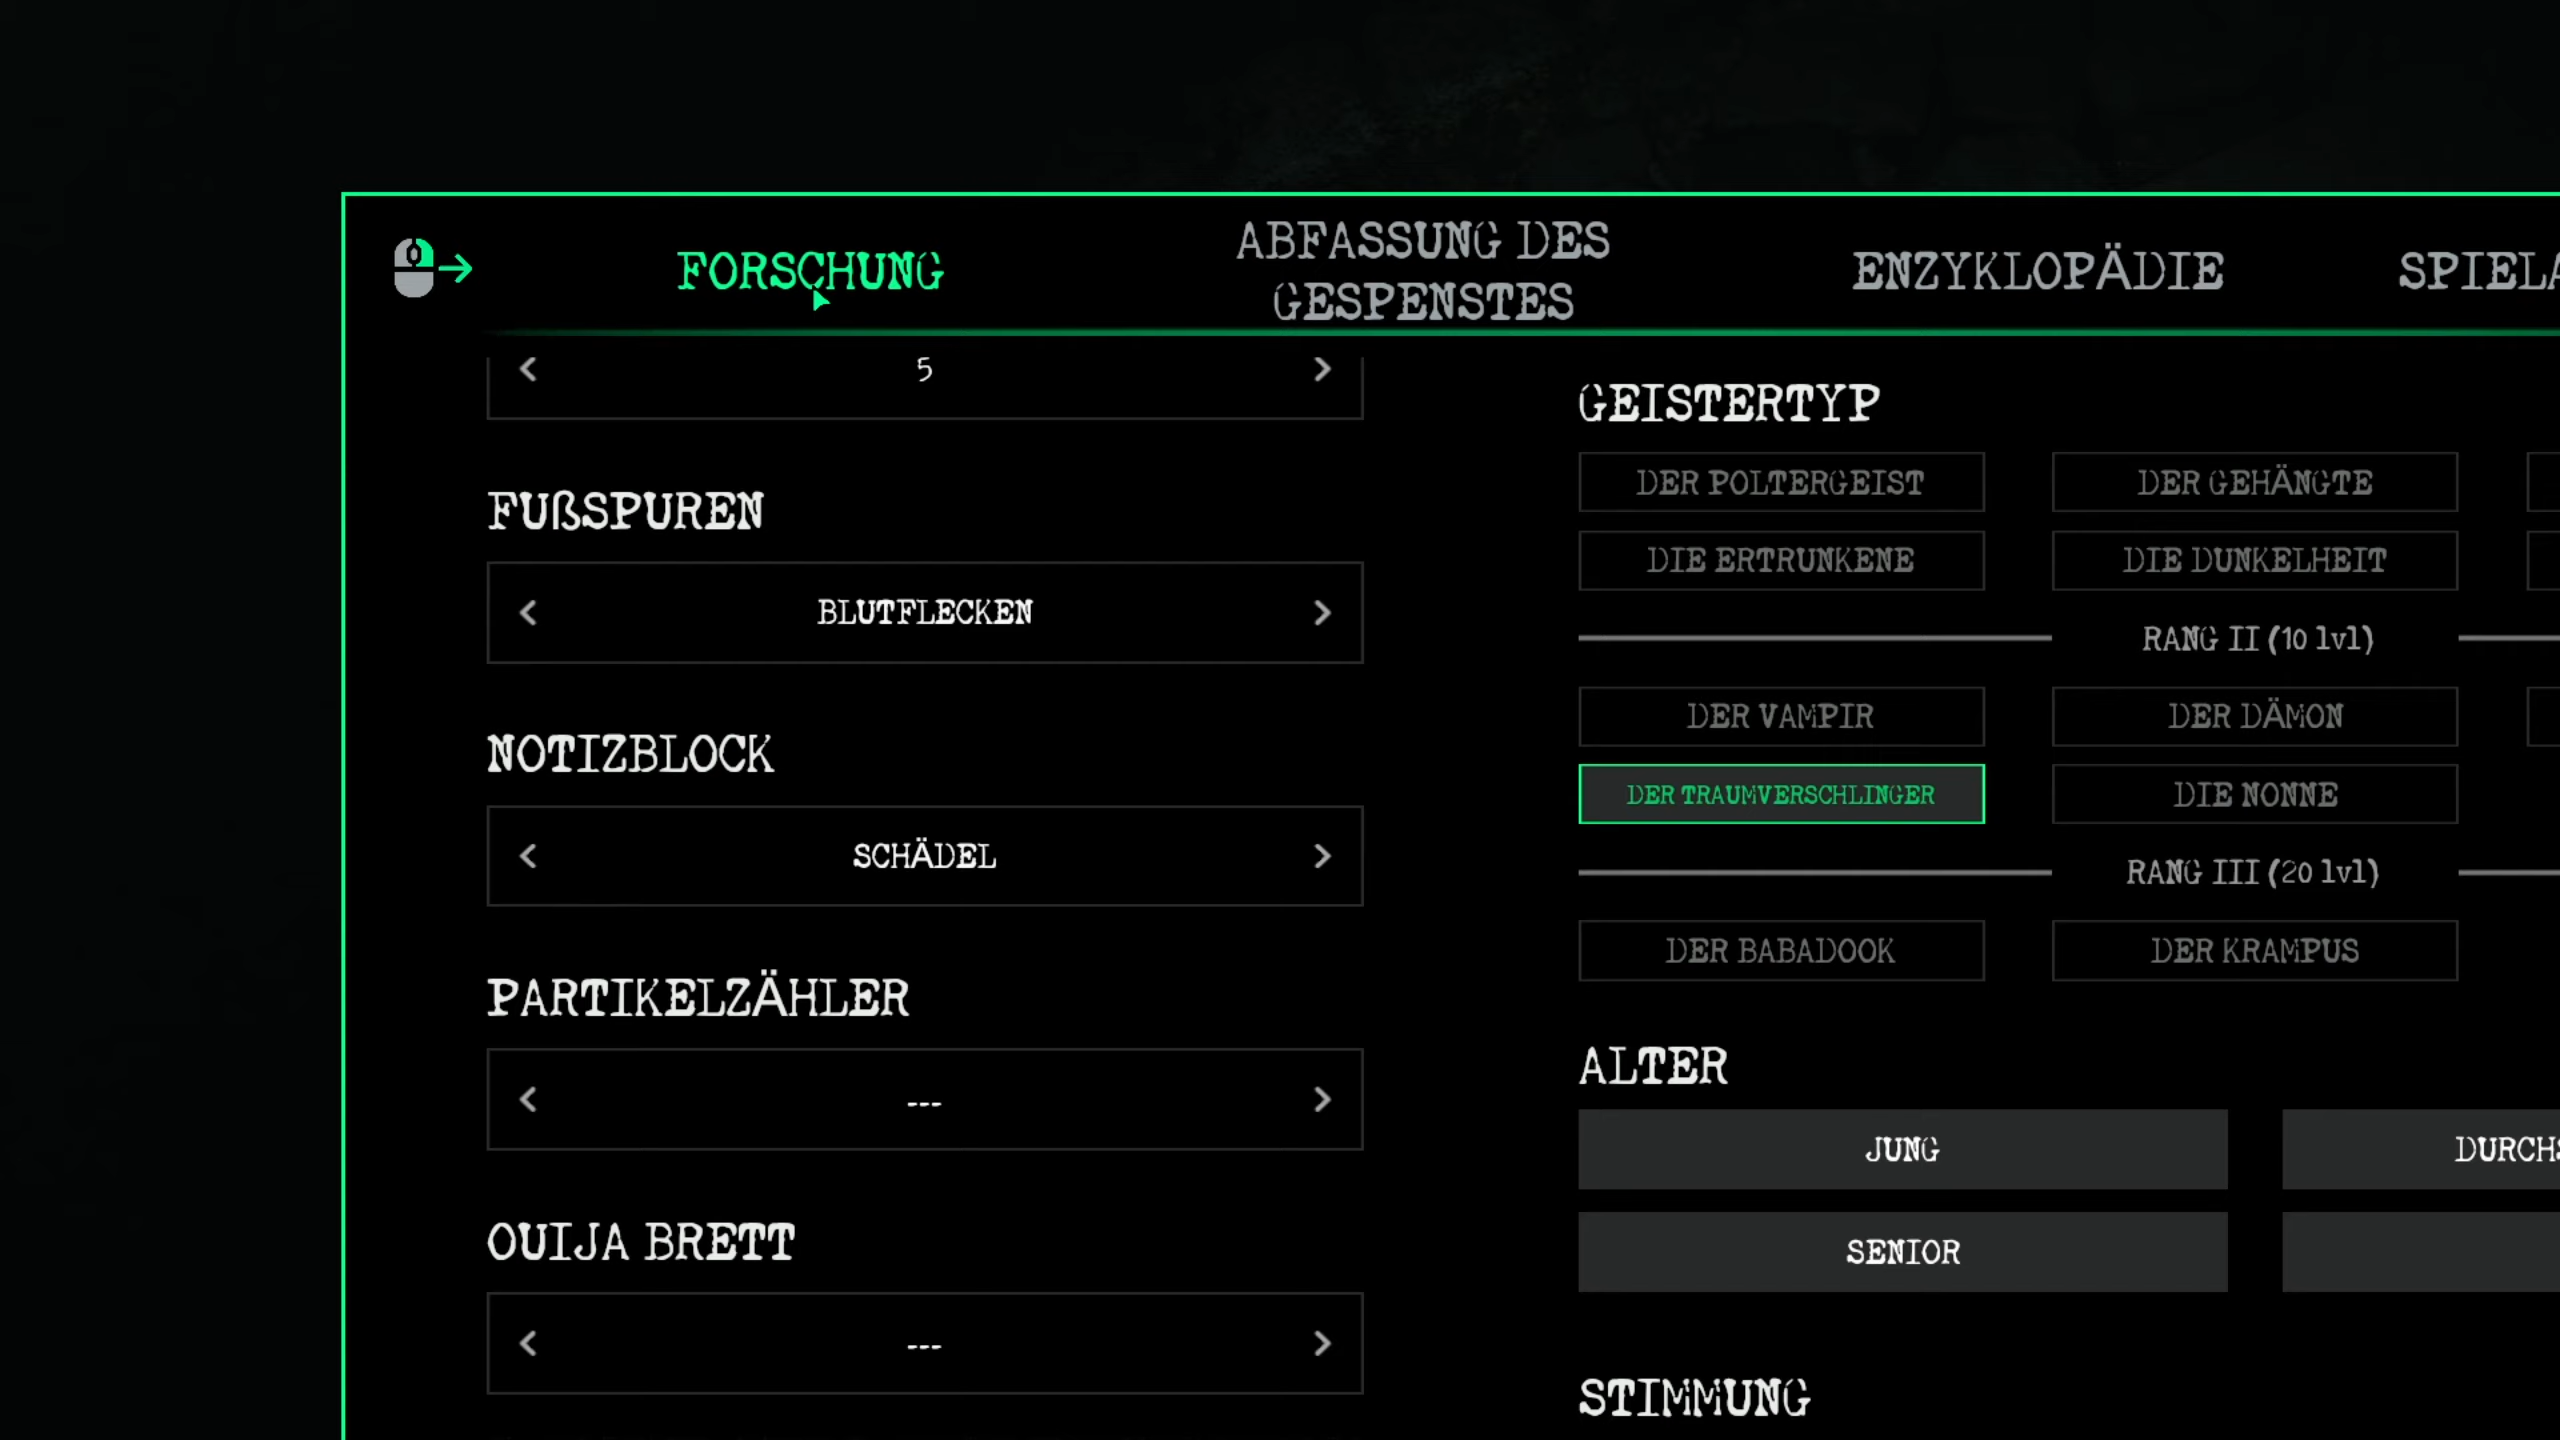 FORSCHUNG
ABFASSUNG DES
GESPENSTES
ENZYKLOPÄDIE
5
FUßSPUREN
BLUTFLECKEN
NOTIZBLOCK
SCHÄDEL
PARTIKELZÄHLER
---
OUIJA BRETT
---
GEISTERTYP
DER POLTERGEIST
DER GEHÄNGTE
DIE ERTRUNKENE
DIE DUNKELHEIT
RANG II (10 lvl)
DER VAMPIR
DER DÄMON
DER TRAUMVERSCHLINGER
DIE NONNE
RANG III (20 lvl)
DER BABADOOK
DER KRAMPUS
ALTER
JUNG
SENIOR
STIMMUNG